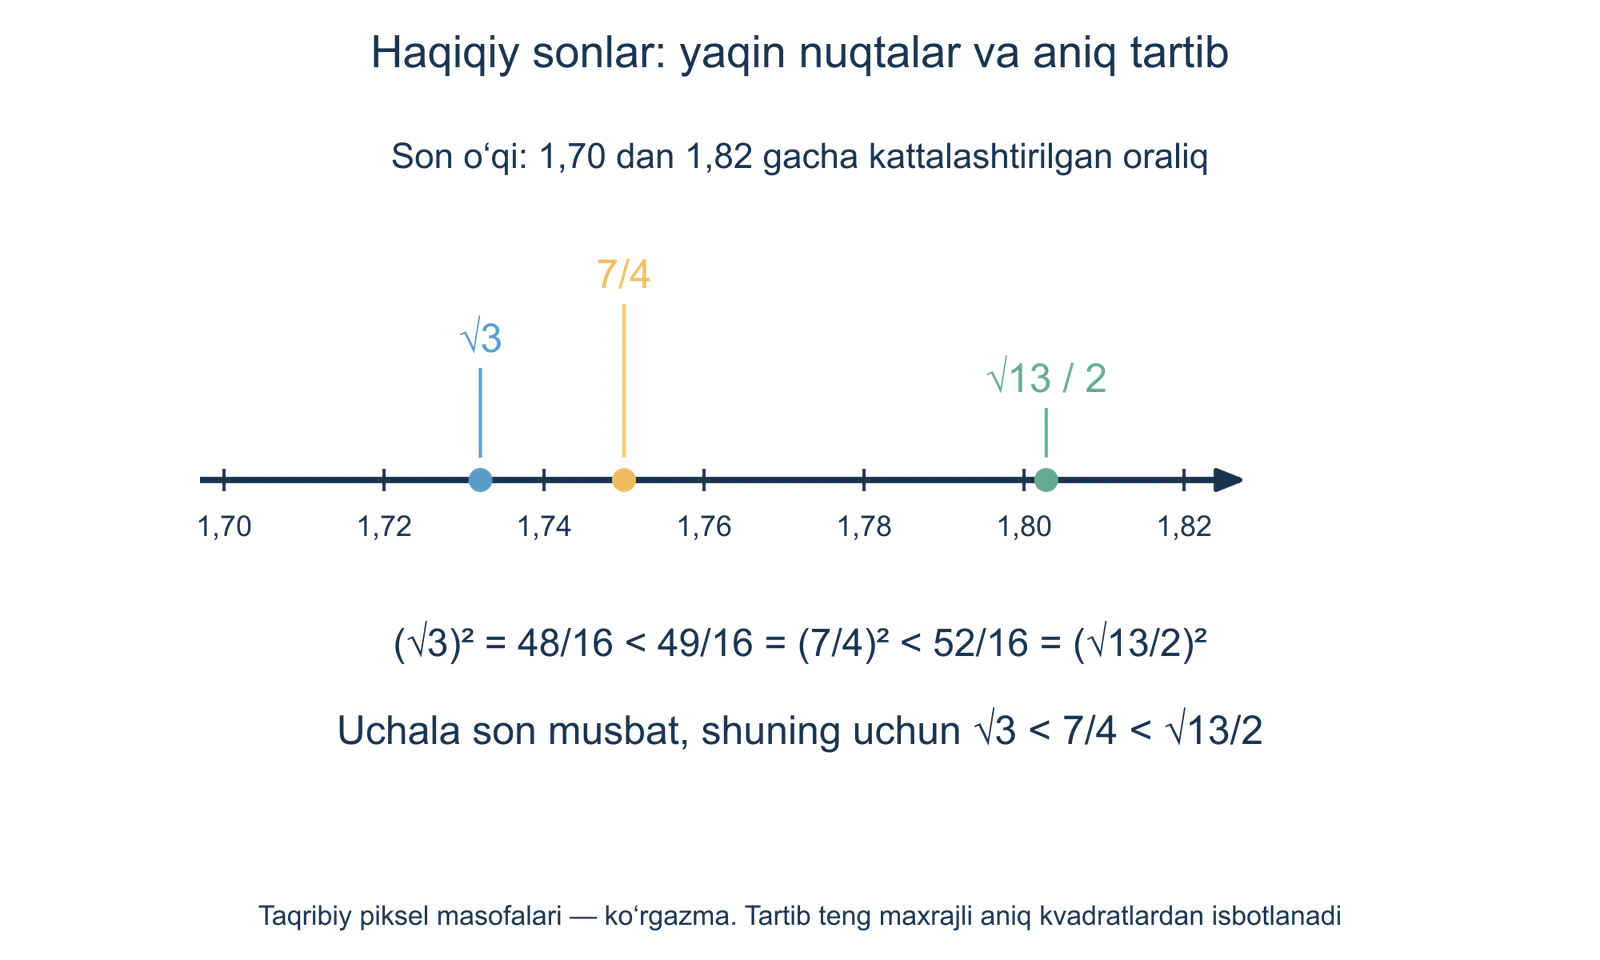 Haqiqiy sonlar: yaqin nuqtalar va aniq tartib
Son o‘qi: 1,70 dan 1,82 gacha kattalashtirilgan oraliq
7/4
√3
√13 / 2
1,70 1,72 1,74 1,76 1,78 1,80 1,82
(√3)² = 48/16 < 49/16 = (7/4)² < 52/16 = (√13/2)²
Uchala son musbat, shuning uchun √3 < 7/4 < √13/2
Taqribiy piksel masofalari — ko‘rgazma. Tartib teng maxrajli aniq kvadratlardan isbotlanadi